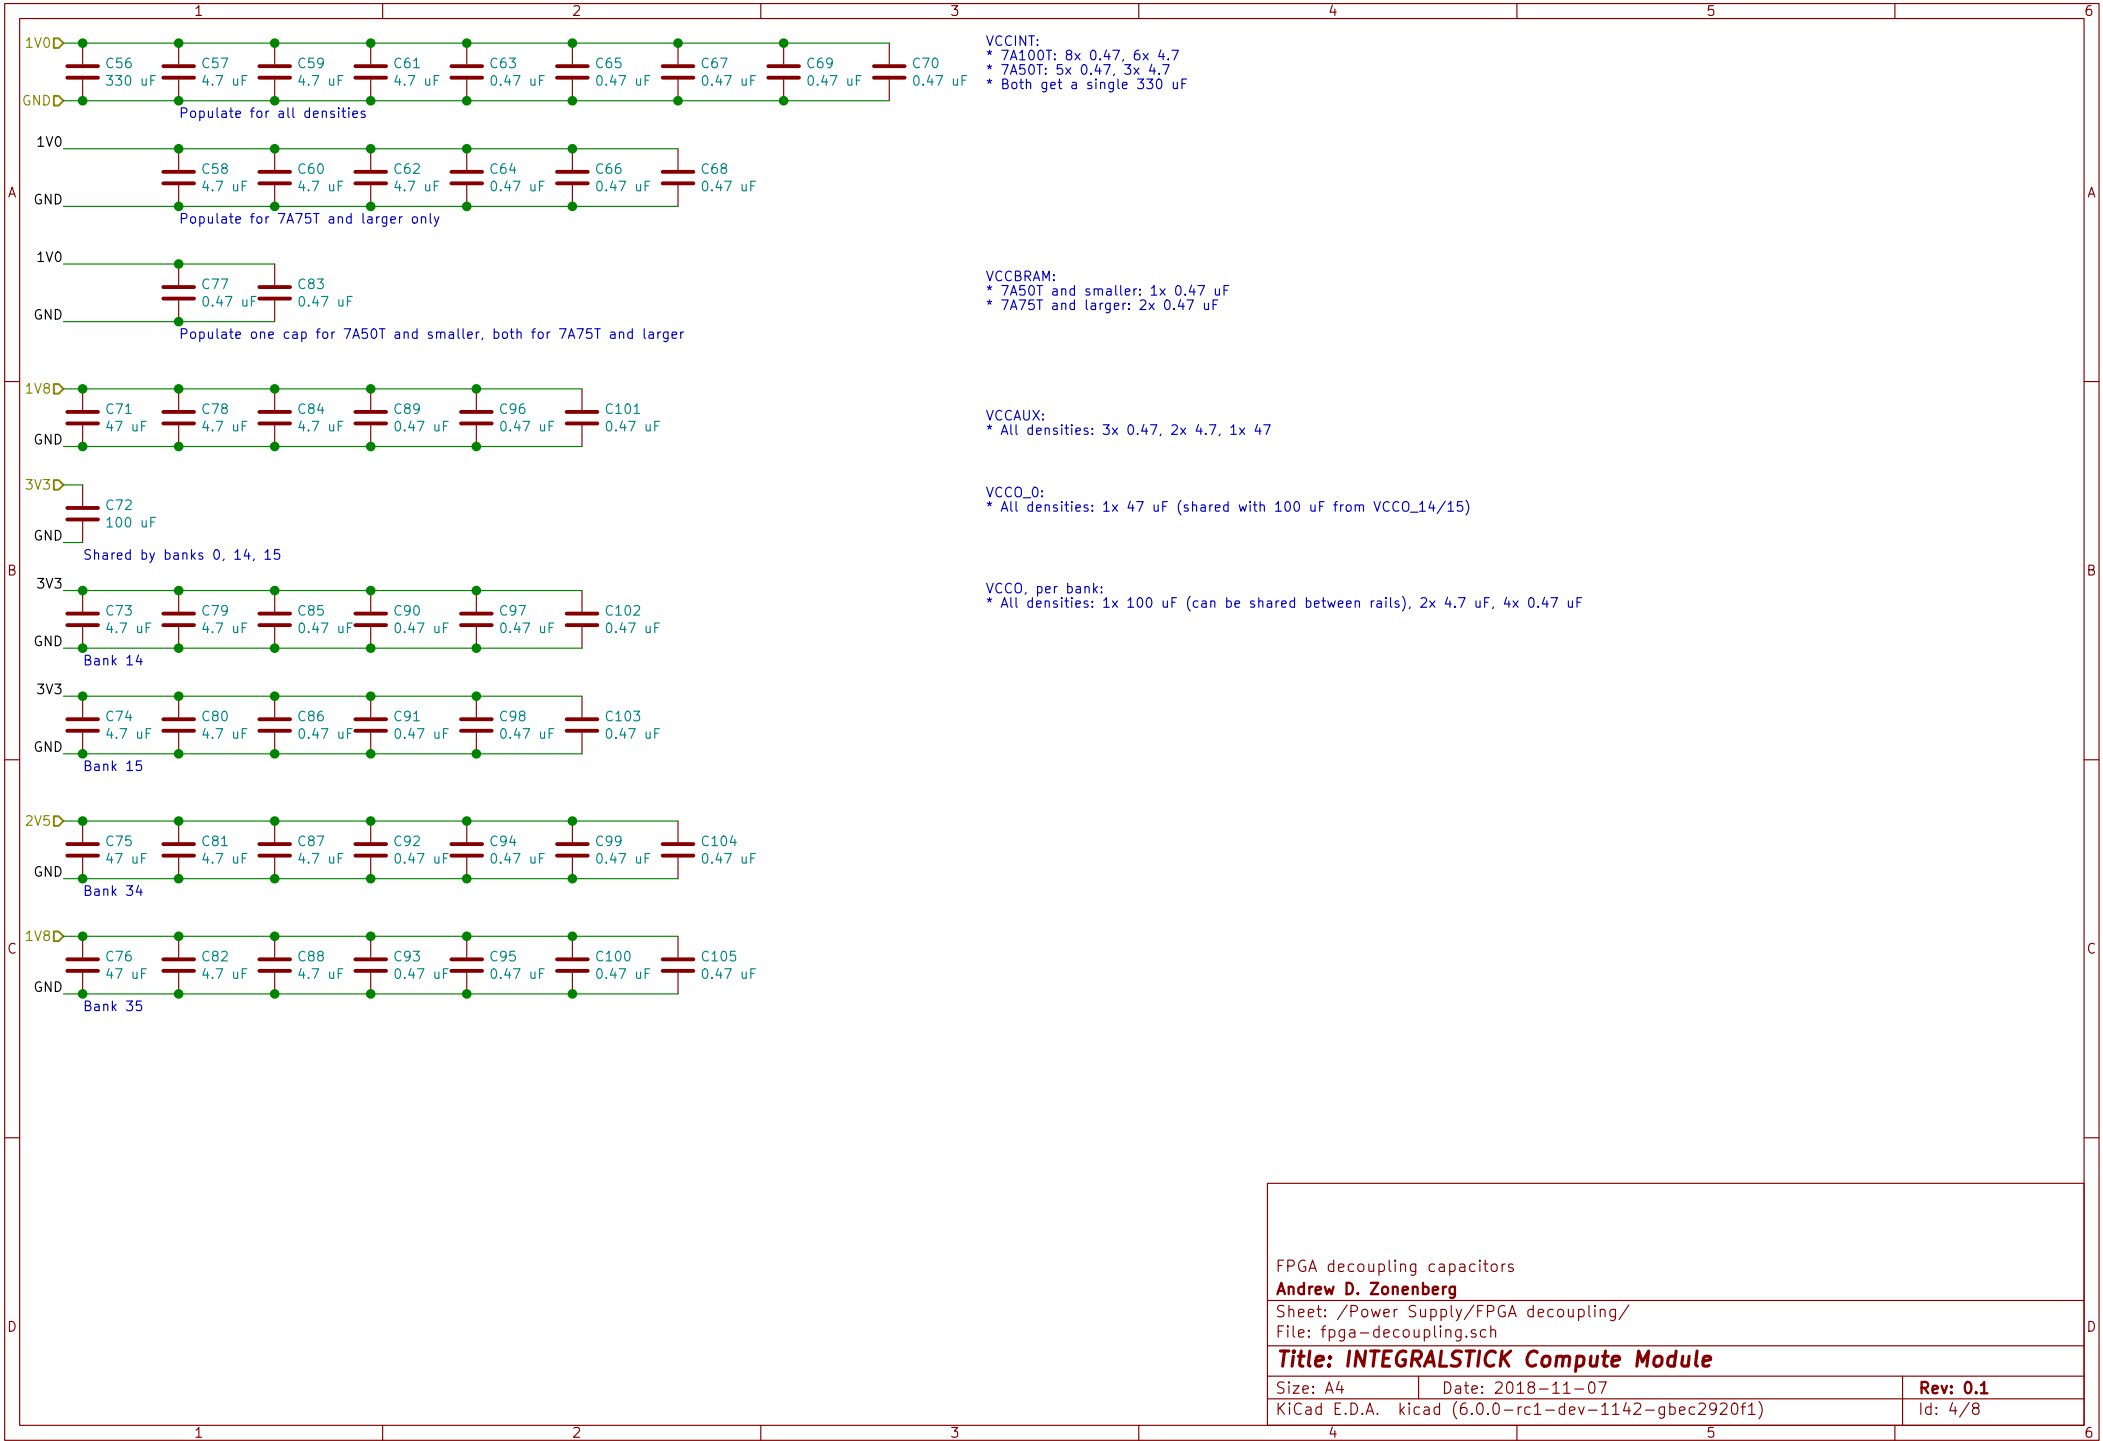 1 2 3 4 5 6
1V0
C56 C57 C59 C61 C63 C65 C67 C69 C70
330 uF 4.7 uF 4.7 uF 4.7 uF 0.47 uF 0.47 uF 0.47 uF 0.47 uF 0.47 uF
GND
Populate for all densities
VCCINT:
* 7A100T: 8x 0.47, 6x 4.7
* 7A50T: 5x 0.47, 3x 4.7
* Both get a single 330 uF
1V0
C58 C60 C62 C64 C66 C68
4.7 uF 4.7 uF 4.7 uF 0.47 uF 0.47 uF 0.47 uF
A A
GND
Populate for 7A75T and larger only
1V0
C77 C83
0.47 uF 0.47 uF
GND
Populate one cap for 7A50T and smaller, both for 7A75T and larger
VCCBRAM:
* 7A50T and smaller: 1x 0.47 uF
* 7A75T and larger: 2x 0.47 uF
1V8
C71 C78 C84 C89 C96 C101
47 uF 4.7 uF 4.7 uF 0.47 uF 0.47 uF 0.47 uF
GND
VCCAUX:
* All densities: 3x 0.47, 2x 4.7, 1x 47
3V3
C72
100 uF
GND
Shared by banks 0, 14, 15
VCCO_0:
* All densities: 1x 47 uF (shared with 100 uF from VCCO_14/15)
B B
3V3
C73 C79 C85 C90 C97 C102
4.7 uF 4.7 uF 0.47 uF 0.47 uF 0.47 uF 0.47 uF
GND
Bank 14
VCCO, per bank:
* All densities: 1x 100 uF (can be shared between rails), 2x 4.7 uF, 4x 0.47 uF
3V3
C74 C80 C86 C91 C98 C103
4.7 uF 4.7 uF 0.47 uF 0.47 uF 0.47 uF 0.47 uF
GND
Bank 15
2V5
C75 C81 C87 C92 C94 C99 C104
47 uF 4.7 uF 4.7 uF 0.47 uF 0.47 uF 0.47 uF 0.47 uF
GND
Bank 34
1V8
C C
C76 C82 C88 C93 C95 C100 C105
47 uF 4.7 uF 4.7 uF 0.47 uF 0.47 uF 0.47 uF 0.47 uF
GND
Bank 35
FPGA decoupling capacitors
Andrew D. Zonenberg
Sheet: /Power Supply/FPGA decoupling/
D D
File: fpga-decoupling.sch
Title: INTEGRALSTICK Compute Module
Size: A4 Date: 2018-11-07 Rev: 0.1
KiCad E.D.A. kicad (6.0.0-rc1-dev-1142-gbec2920f1) Id: 4/8
1 2 3 4 5 6